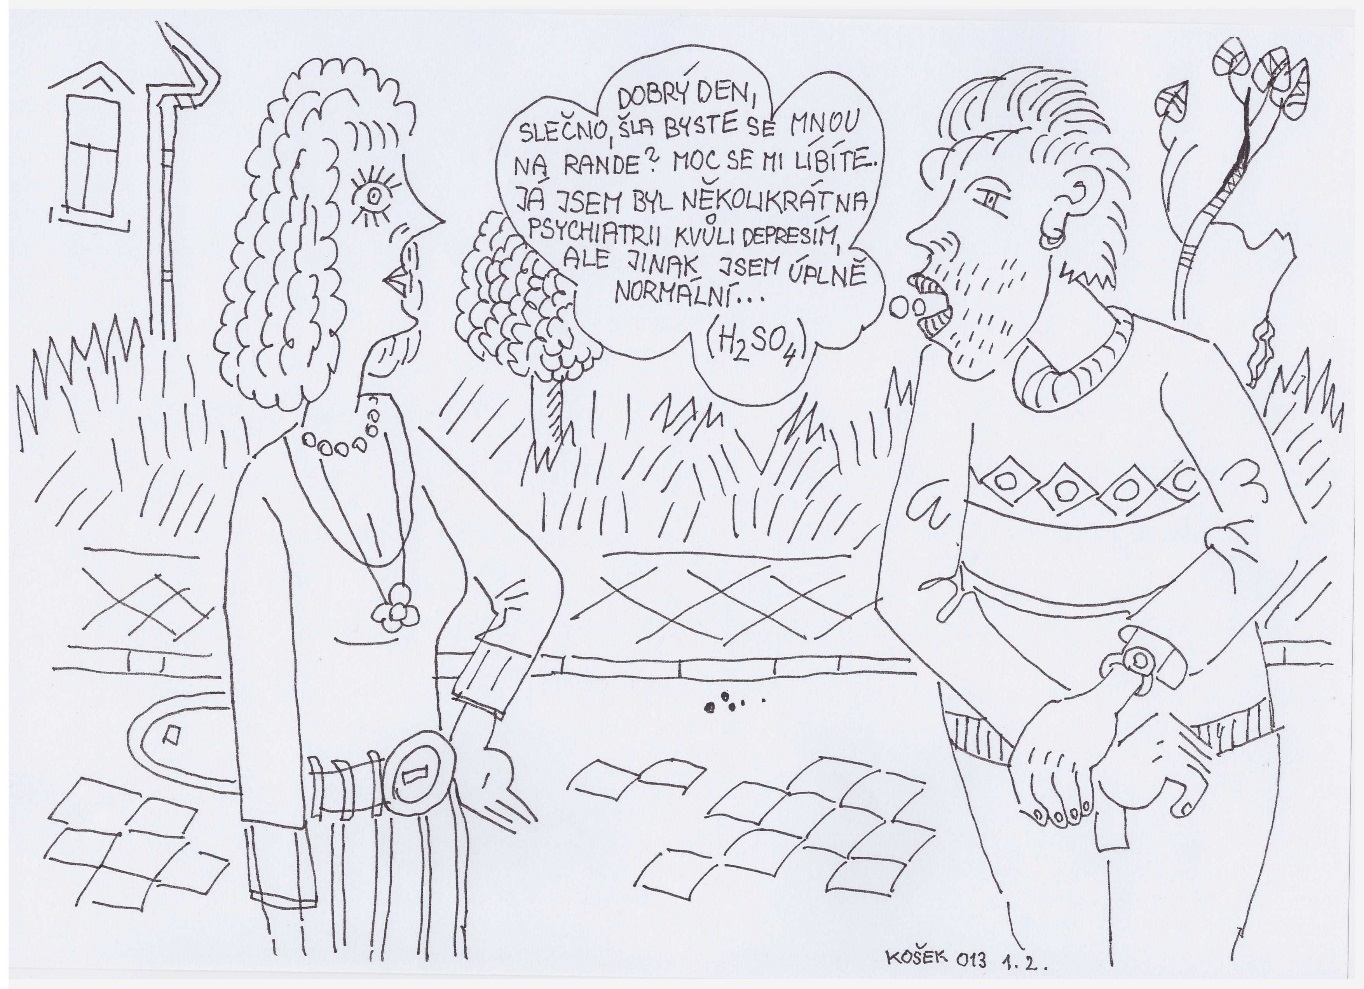 DOBRÝ DEN,
SLEČNO, ŠLA BYSTE SE MNOU
NA RANDE? MOC SE MI LÍBÍTE.
JÁ JSEM BYL NĚKOLIKRÁT NA
PSYCHIATRII KVŮLI DEPRESÍM,
ALE JINAK JSEM ÚPLNĚ
NORMÁLNÍ...
(H2SO4)
KOŠEK 013 1.2.